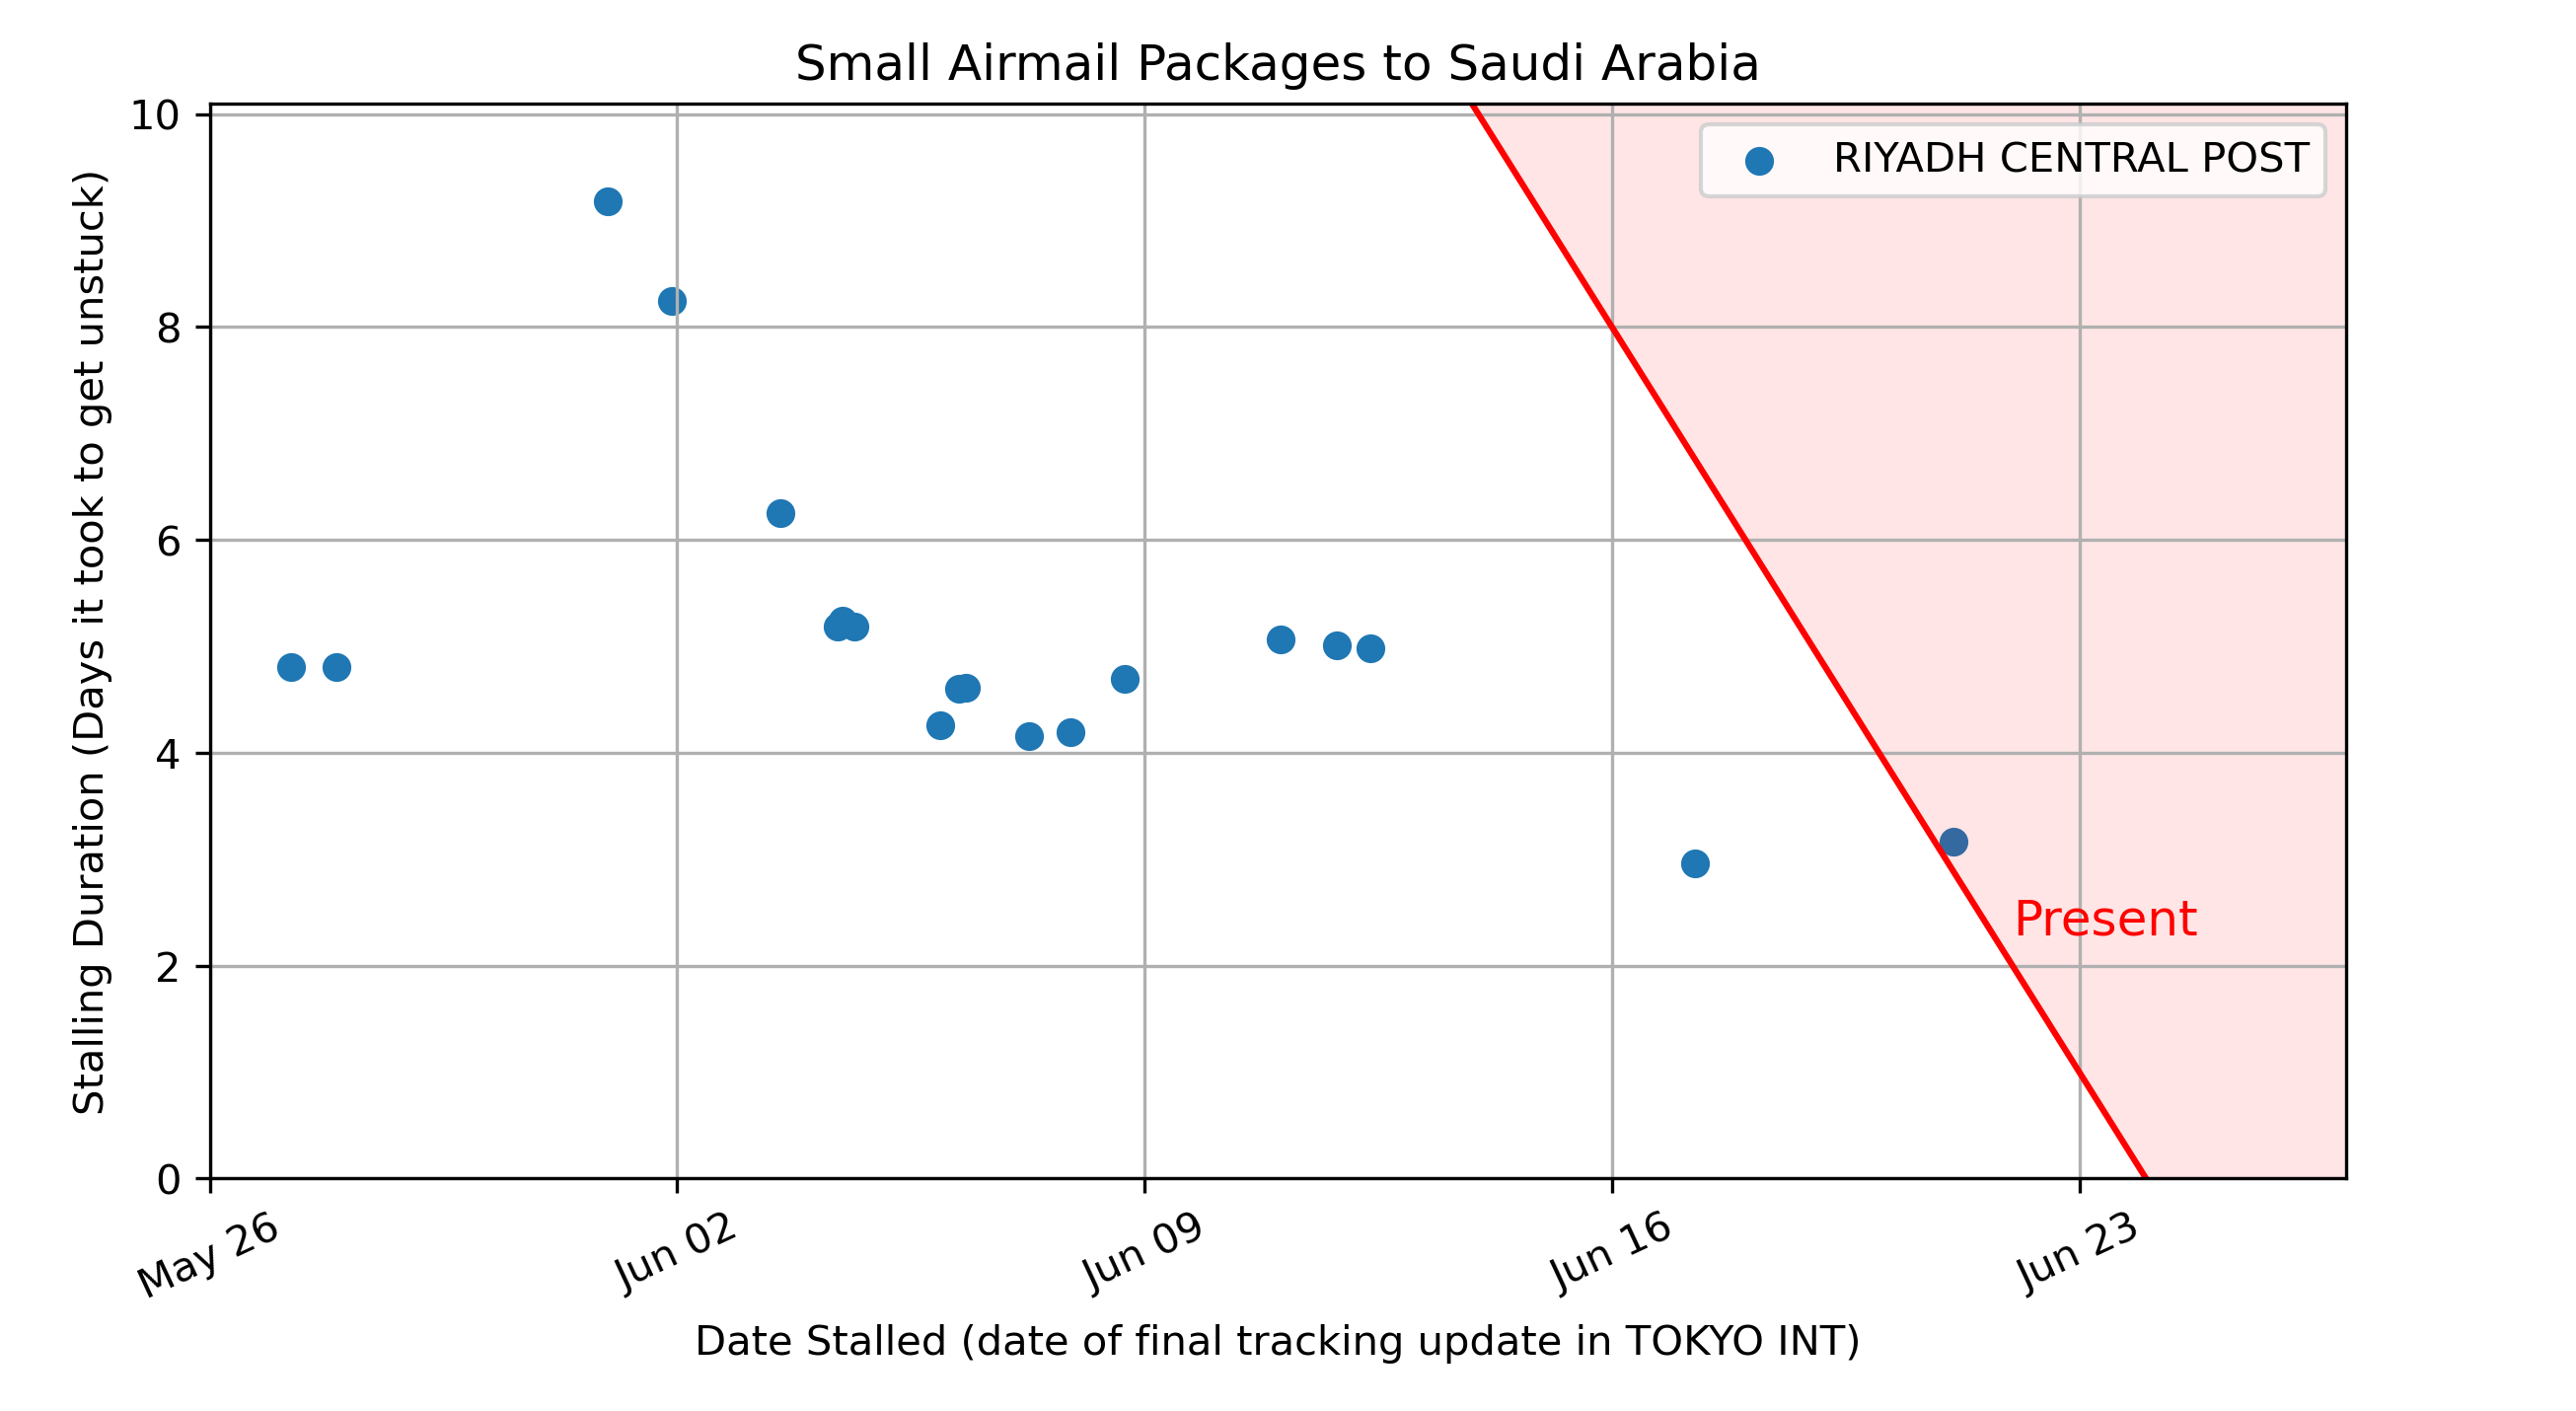 Small Airmail Packages to Saudi Arabia
10
8
6
4
2
0
Stalling Duration (Days it took to get unstuck)
RIYADH CENTRAL POST
Present
May 26
Jun 02
Jun 09
Jun 16
Jun 23
Date Stalled (date of final tracking update in TOKYO INT)